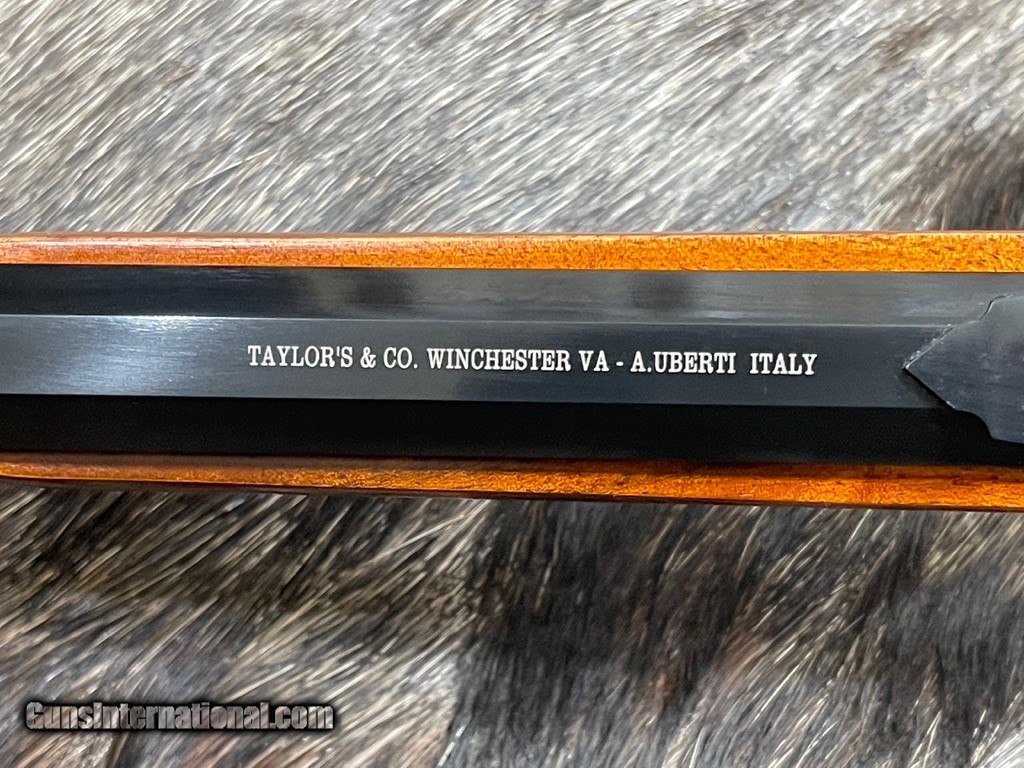 TAYLOR'S & CO. WINCHESTER VA - A.UBERTI ITALY
GunsInternational.com